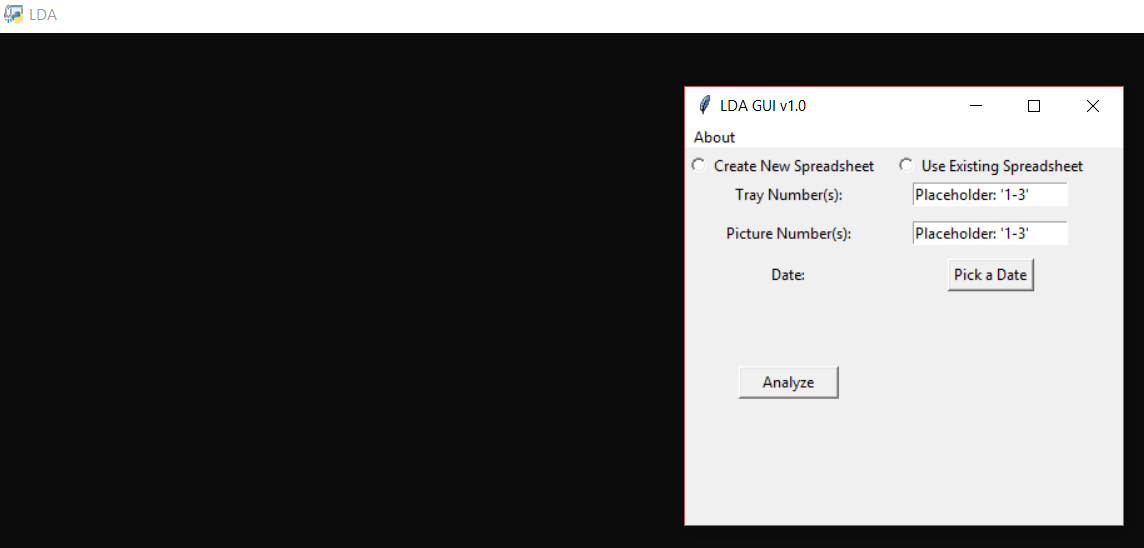 LDA
LDA GUI v1.0
About
Create New Spreadsheet Use Existing Spreadsheet
Tray Number(s): Placeholder: '1-3'
Picture Number(s): Placeholder: '1-3'
Date: Pick a Date
Analyze